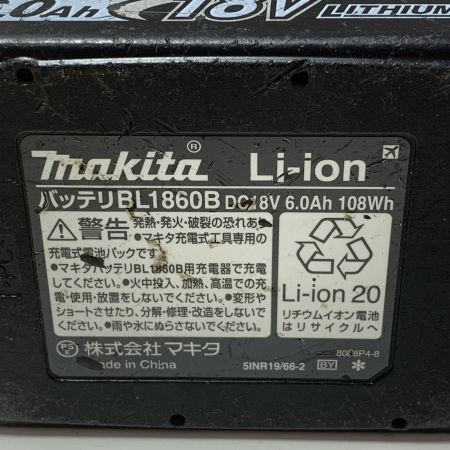 .0Ah 18V LITHIUM
makita® Li-ion
バッテリBL1860B DC18V 6.0Ah 108Wh
警告 発熱・発火・破裂の恐れあ
●マキタ充電式工具専用の
充電式電池パックです
●マキタバッテリBL1860B用充電器で充電
してください。●火中投入、加熱、高温での充
電・使用・放置をしないでください。●変形や
ショートさせたり、分解・修理・改造をしないで
ください。●雨や水にぬらさないでください。
Li-ion 20
リチウムイオン電池
はリサイクルへ
PS E 株式会社 マキタ
Made in China
5INR19/66-2 BY